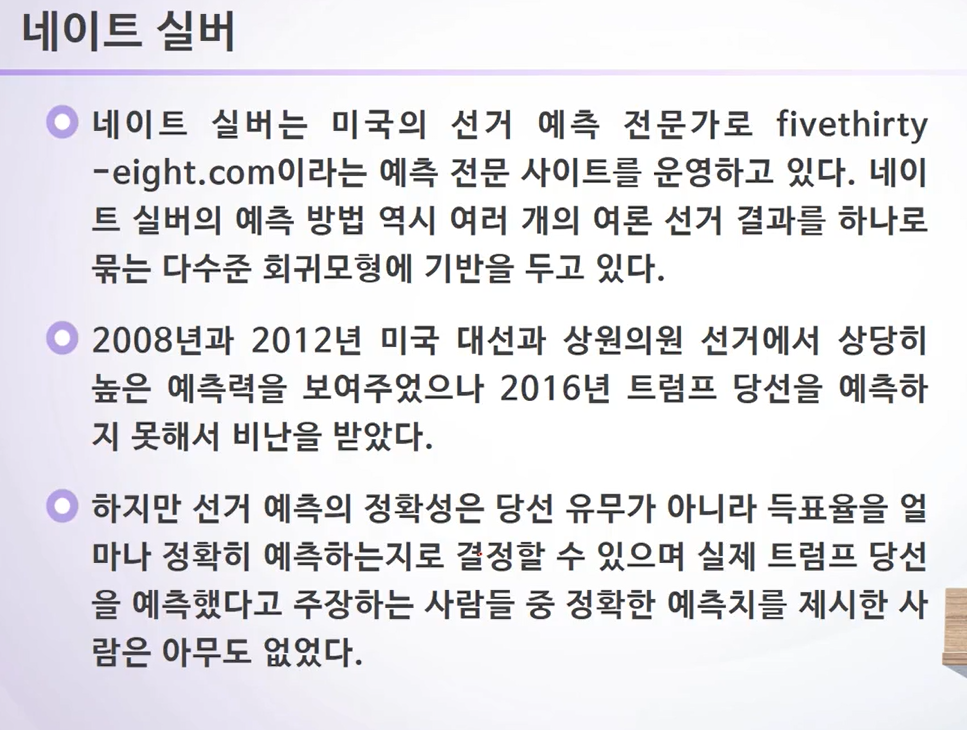 네이트 실버
네이트 실버는 미국의 선거 예측 전문가로 fivethirty
-eight.com이라는 예측 전문 사이트를 운영하고 있다. 네이
트 실버의 예측 방법 역시 여러 개의 여론 선거 결과를 하나로
묶는 다수준 회귀모형에 기반을 두고 있다.
2008년과 2012년 미국 대선과 상원의원 선거에서 상당히
높은 예측력을 보여주었으나 2016년 트럼프 당선을 예측하
지 못해서 비난을 받았다.
하지만 선거 예측의 정확성은 당선 유무가 아니라 득표율을 얼
마나 정확히 예측하는지로 결정할 수 있으며 실제 트럼프 당선
을 예측했다고 주장하는 사람들 중 정확한 예측치를 제시한 사
람은 아무도 없었다.